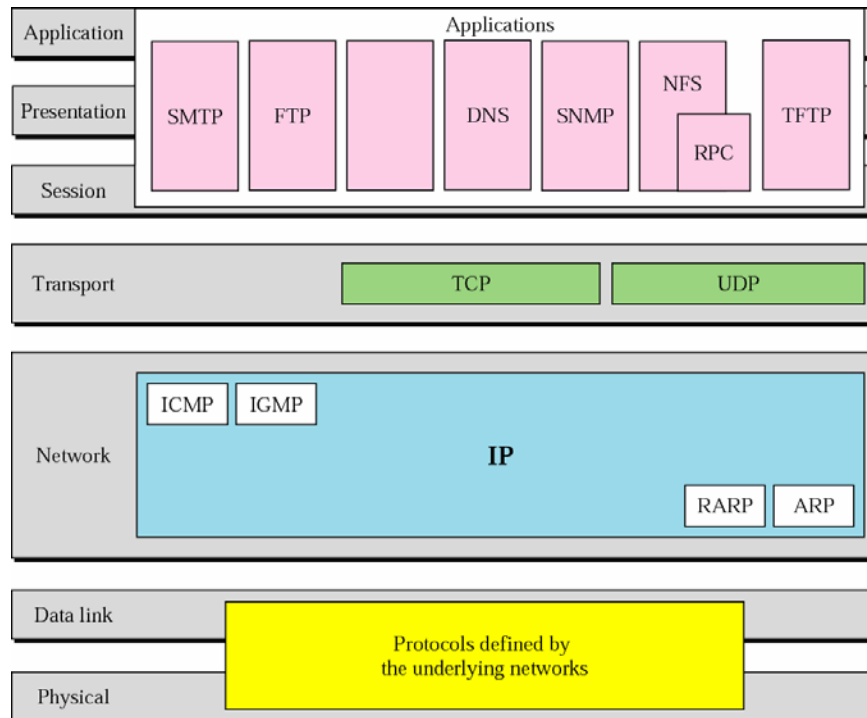 Application
Applications
Presentation
SMTP
FTP
DNS
SNMP
NFS
RPC
TFTP
Session
Transport
TCP
UDP
Network
ICMP
IGMP
IP
RARP
ARP
Data link
Protocols defined by
the underlying networks
Physical